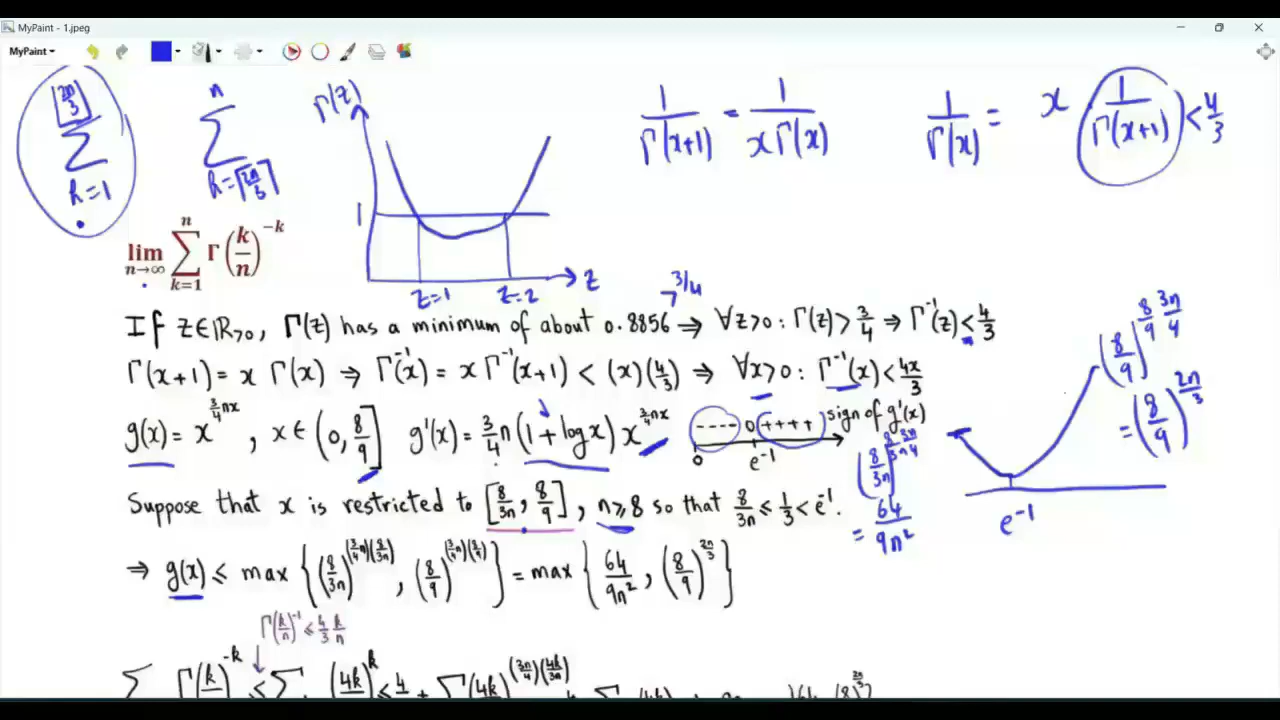 MyPaint - 1.jpeg
MyPaint
⌊2n/3⌋ ∑ k=1
n ∑ k=⌈2n/3⌉
Γ(z)
1
z=1 z=2 z
1/Γ(x+1) = 1/(x Γ(x))
1/Γ(x) = x 1/Γ(x+1) < 4/3
lim n→∞ ∑ k=1 n Γ(k/n)^{-k}
7^{3/4}
If z∈ℝ>0, Γ(z) has a minimum of about 0.8856 ⇒ ∀z>0 : Γ(z) > 3/4 ⇒ Γ^{-1}(z) < 4/3
Γ(x+1) = x Γ(x) ⇒ Γ^{-1}(x) = x Γ^{-1}(x+1) < (x)(4/3) ⇒ ∀x>0 : Γ^{-1}(x) < 4x/3
g(x) = x^{3/4 nx}, x ∈ (0, 8/9] g'(x) = 3/4 n (1 + log x) x^{3/4 nx}
---- 0 ++++ sign of g'(x)
0 e^{-1}
Suppose that x is restricted to [8/3n, 8/9], n ≥ 8 so that 8/3n ≤ 1/3 < e^{-1}.
(8/3n)^{8/3n 3n/4}
= 64/9n²
(8/9)^{8/9 3n/4}
= (8/9)^{2n/3}
e^{-1}
⇒ g(x) ≤ max {(8/3n)^{(3/4 n)(8/3n)}, (8/9)^{(3/4 n)(3/4)}} = max {64/9n², (8/9)^{2n/3}}
Γ(k/n)^{-1} ≤ 4/3 k/n